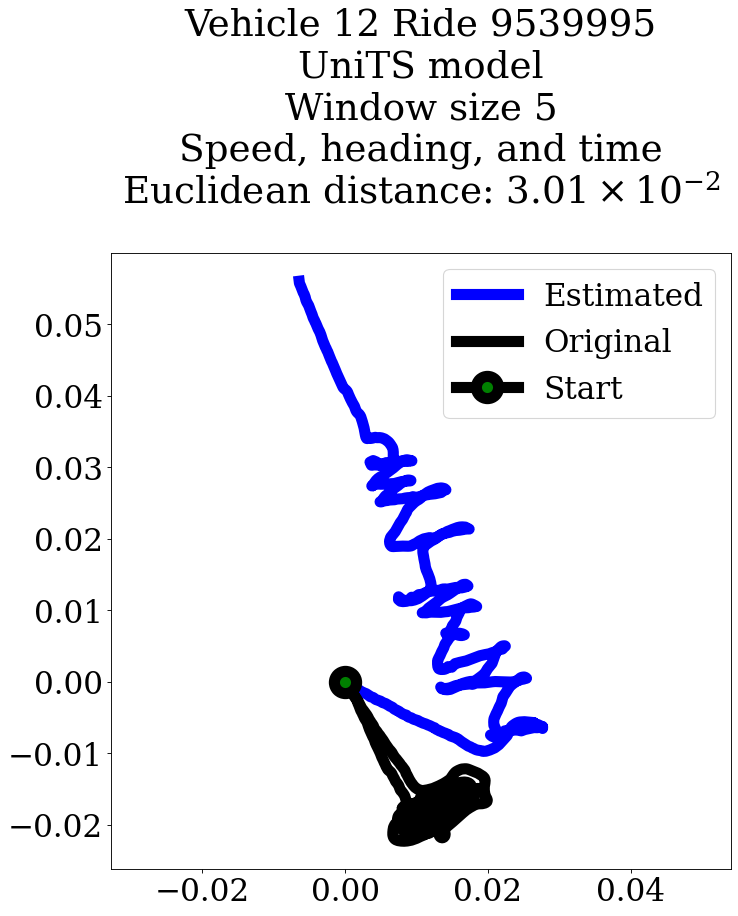 Vehicle 12 Ride 9539995
UniTS model
Window size 5
Speed, heading, and time
Euclidean distance: 3.01 × 10⁻²
Estimated
Original
Start
0.05
0.04
0.03
0.02
0.01
0.00
−0.01
−0.02
−0.02 0.00 0.02 0.04